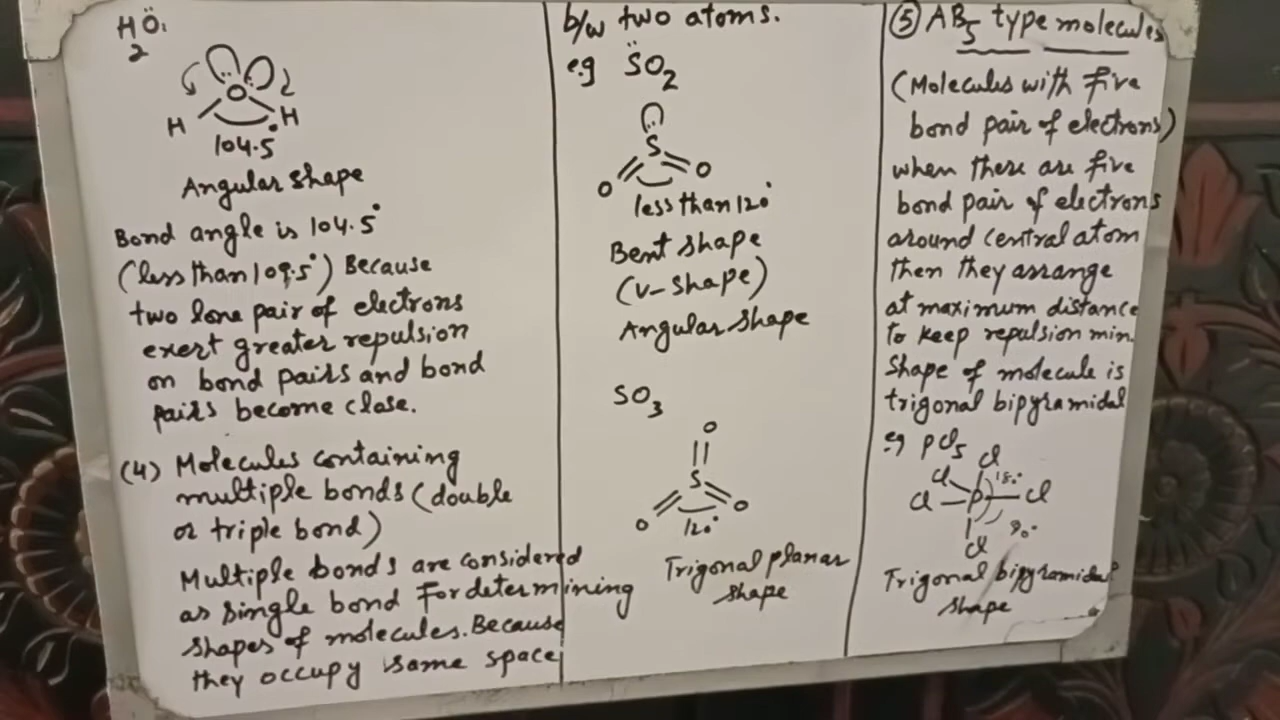 HÖ:
2
O
H
H
104.5°
Angular shape
Bond angle is 104.5°
(less than 109.5°) Because
two lone pair of electrons
exert greater repulsion
on bond pairs and bond
pairs become close.
(4) Molecules containing
multiple bonds (double
or triple bond)
Multiple bonds are considered
as single bond For determining
shapes of molecules. Because
they occupy same space
b/w two atoms.
e.g S̈O2
S
O
O
less than 120°
Bent shape
(V-shape)
Angular shape
SO3
O
S
O
O
120°
Trigonal planar
shape
⑤ AB5 type molecules
(Molecules with five
bond pair of electrons)
when there are five
bond pair of electrons
around central atom
then they arrange
at maximum distance
to keep repulsion min.
Shape of molecule is
trigonal bipyramidal
eg PCl5
Cl
Cl
Cl
P
Cl
Cl
90°
Trigonal bipyramidal
shape